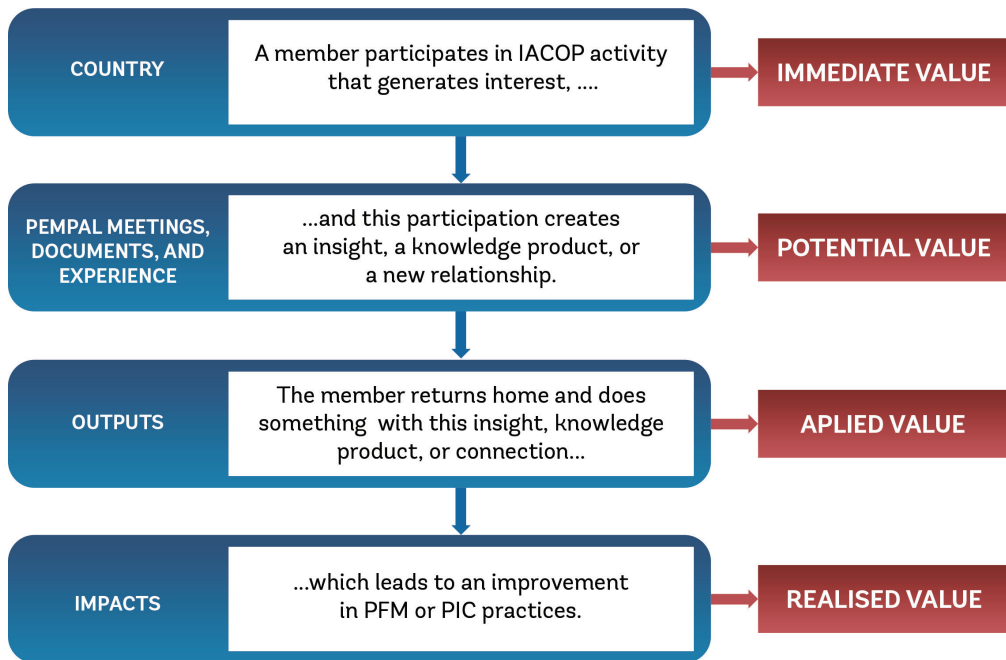 COUNTRY
A member participates in IACOP activity
that generates interest, ....
IMMEDIATE VALUE
PEMPAL MEETINGS,
DOCUMENTS, AND
EXPERIENCE
...and this participation creates
an insight, a knowledge product, or
a new relationship.
POTENTIAL VALUE
OUTPUTS
The member returns home and does
something with this insight, knowledge
product, or connection...
APLIED VALUE
IMPACTS
...which leads to an improvement
in PFM or PIC practices.
REALISED VALUE